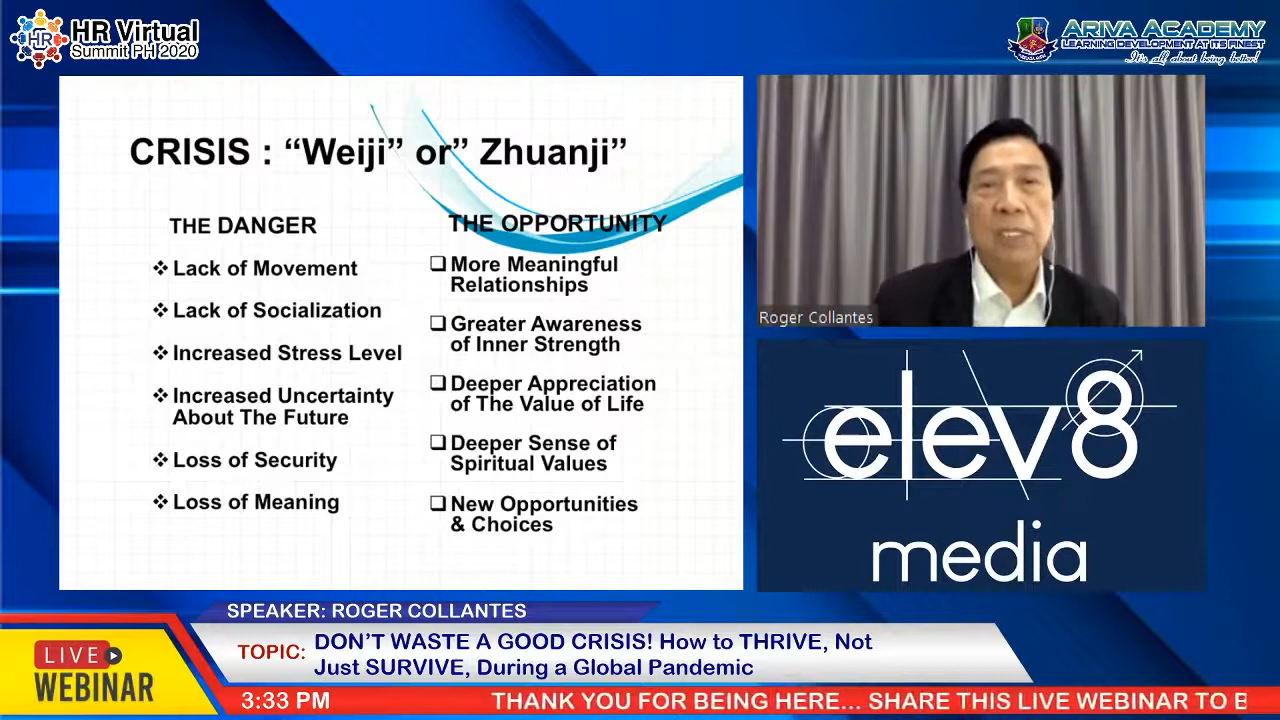 HR Virtual
Summit PH 2020
HR
ARIVA ACADEMY
LEARNING DEVELOPMENT AT ITS FINEST
It's all about being better!
CRISIS : “Weiji” or” Zhuanji”
THE DANGER
Lack of Movement
Lack of Socialization
Increased Stress Level
Increased Uncertainty
About The Future
Loss of Security
Loss of Meaning
THE OPPORTUNITY
More Meaningful
Relationships
Greater Awareness
of Inner Strength
Deeper Appreciation
of The Value of Life
Deeper Sense of
Spiritual Values
New Opportunities
& Choices
Roger Collantes
elev8
media
SPEAKER: ROGER COLLANTES
TOPIC: DON'T WASTE A GOOD CRISIS! How to THRIVE, Not
Just SURVIVE, During a Global Pandemic
LIVE
WEBINAR
3:33 PM
THANK YOU FOR BEING HERE... SHARE THIS LIVE WEBINAR TO